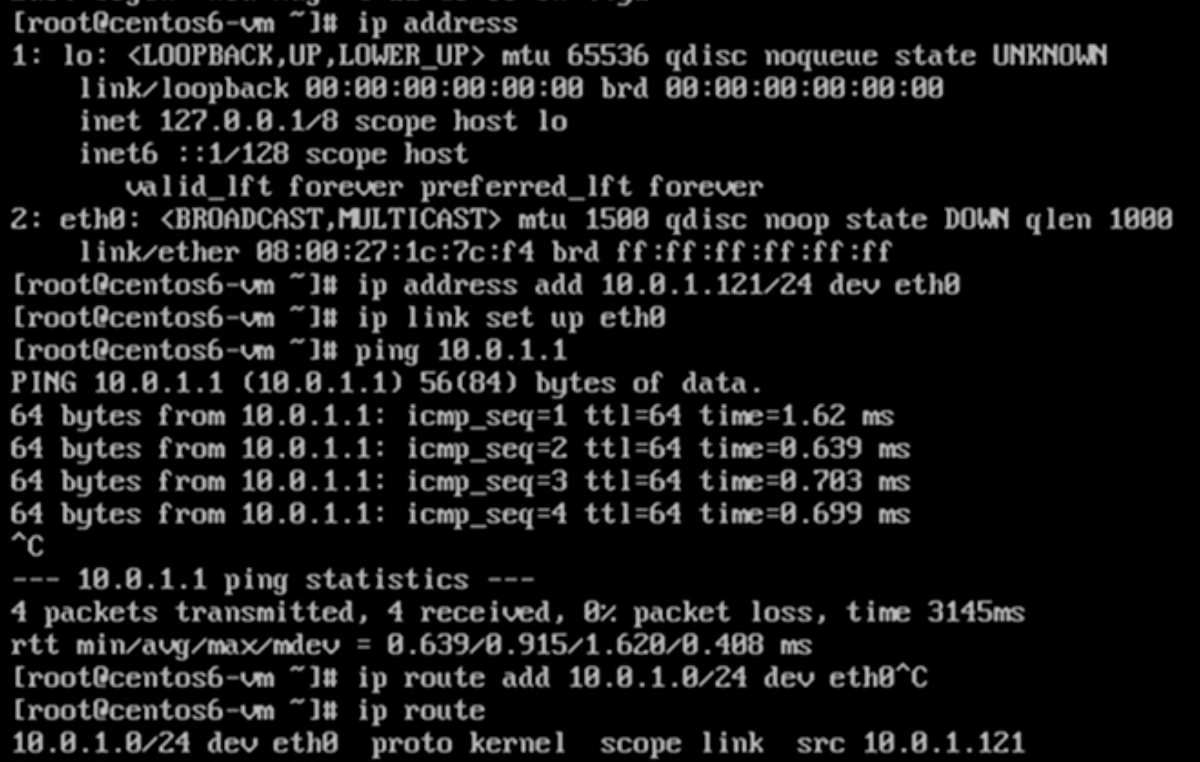 [root@centos6-vm ~]# ip address
1: lo: <LOOPBACK,UP,LOWER_UP> mtu 65536 qdisc noqueue state UNKNOWN
    link/loopback 00:00:00:00:00:00 brd 00:00:00:00:00:00
    inet 127.0.0.1/8 scope host lo
    inet6 ::1/128 scope host
       valid_lft forever preferred_lft forever
2: eth0: <BROADCAST,MULTICAST> mtu 1500 qdisc noop state DOWN qlen 1000
    link/ether 08:00:27:1c:7c:f4 brd ff:ff:ff:ff:ff:ff
[root@centos6-vm ~]# ip address add 10.0.1.121/24 dev eth0
[root@centos6-vm ~]# ip link set up eth0
[root@centos6-vm ~]# ping 10.0.1.1
PING 10.0.1.1 (10.0.1.1) 56(84) bytes of data.
64 bytes from 10.0.1.1: icmp_seq=1 ttl=64 time=1.62 ms
64 bytes from 10.0.1.1: icmp_seq=2 ttl=64 time=0.639 ms
64 bytes from 10.0.1.1: icmp_seq=3 ttl=64 time=0.703 ms
64 bytes from 10.0.1.1: icmp_seq=4 ttl=64 time=0.699 ms
^C
--- 10.0.1.1 ping statistics ---
4 packets transmitted, 4 received, 0% packet loss, time 3145ms
rtt min/avg/max/mdev = 0.639/0.915/1.620/0.408 ms
[root@centos6-vm ~]# ip route add 10.0.1.0/24 dev eth0^C
[root@centos6-vm ~]# ip route
10.0.1.0/24 dev eth0  proto kernel  scope link  src 10.0.1.121